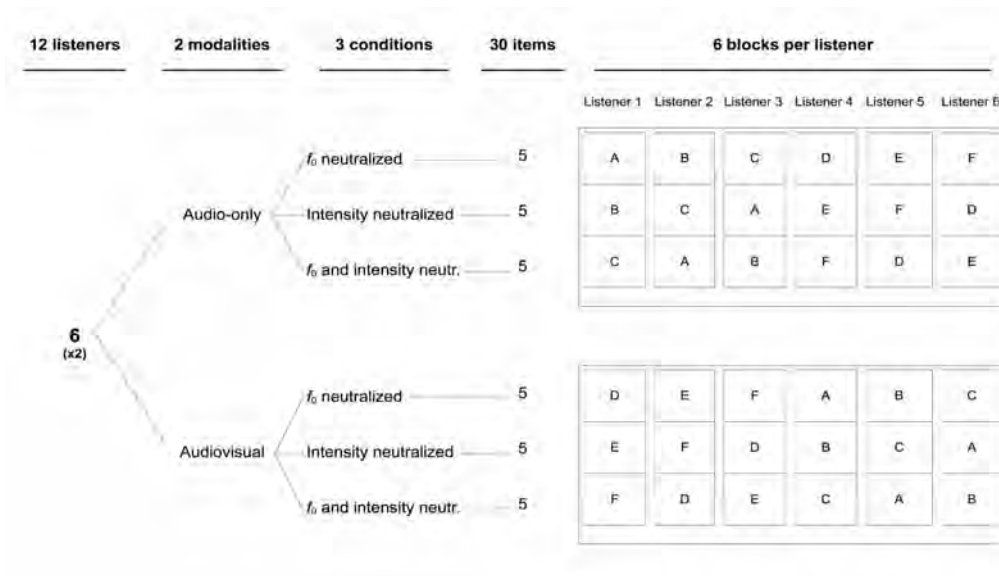 12 listeners 2 modalities 3 conditions 30 items 6 blocks per listener
Listener 1 Listener 2 Listener 3 Listener 4 Listener 5 Listener 6
f₀ neutralized 5 A B C D E F
Audio-only Intensity neutralized 5 B C A E F D
f₀ and intensity neutr. 5 C A B F D E
6
(x2)
f₀ neutralized 5 D E F A B C
Audiovisual Intensity neutralized 5 E F D B C A
f₀ and intensity neutr. 5 F D E C A B